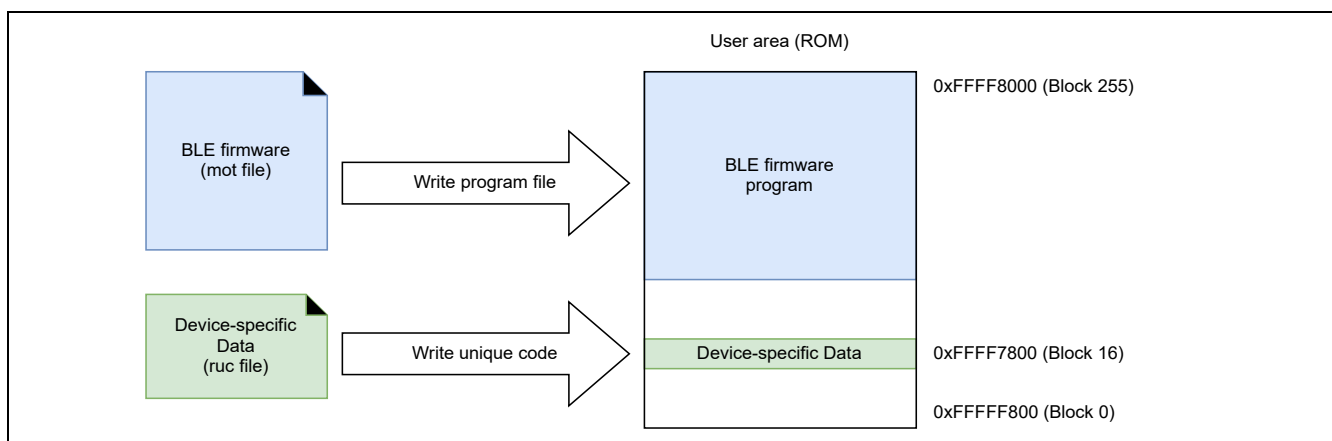 User area (ROM)
0xFFFF8000 (Block 255)
BLE firmware
(mot file)
Write program file
BLE firmware
program
Device-specific
Data
(ruc file)
Write unique code
Device-specific Data
0xFFFF7800 (Block 16)
0xFFFFF800 (Block 0)